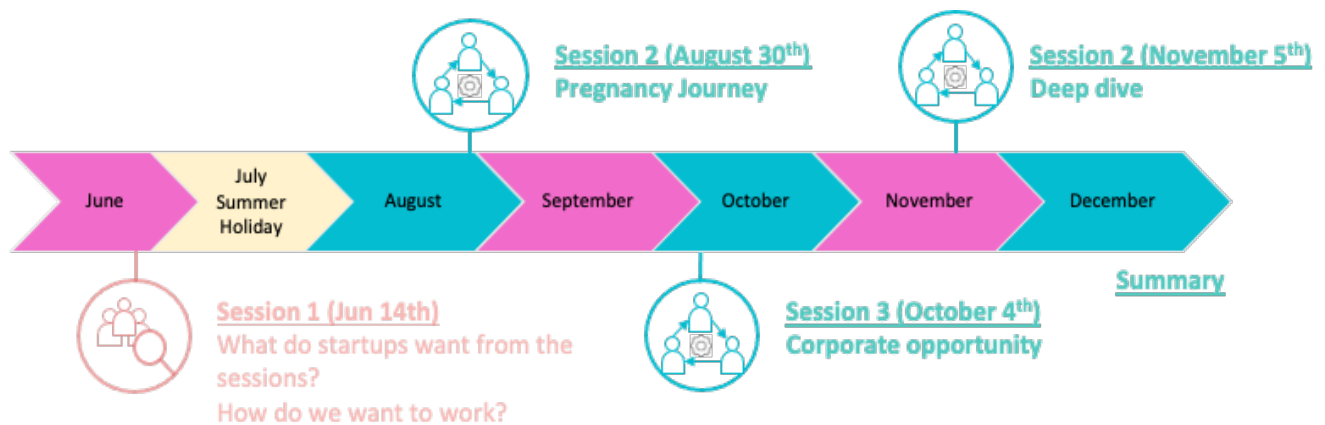 Session 2 (August 30th)
Pregnancy Journey
Session 2 (November 5th)
Deep dive
June
July
Summer
Holiday
August
September
October
November
December
Summary
Session 1 (Jun 14th)
What do startups want from the
sessions?
How do we want to work?
Session 3 (October 4th)
Corporate opportunity